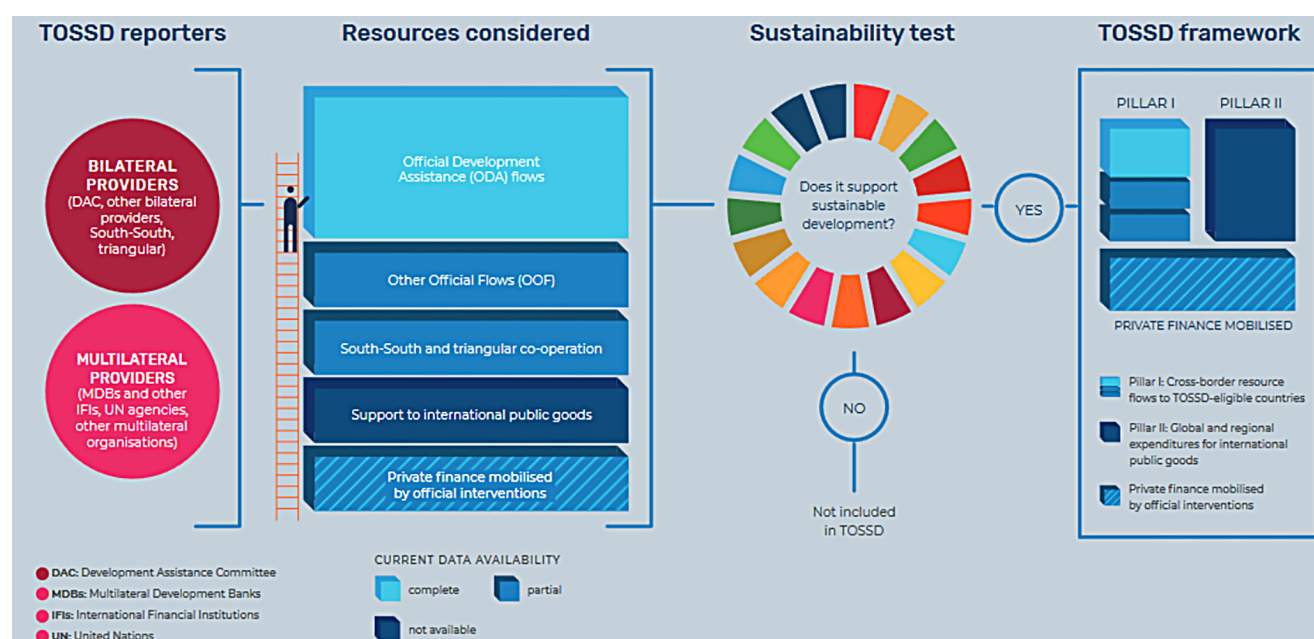 TOSSD reporters
Resources considered
Sustainability test
TOSSD framework
BILATERAL
PROVIDERS
(DAC, other bilateral
providers,
South-South,
triangular)
MULTILATERAL
PROVIDERS
(MDBs and other
IFIs, UN agencies,
other multilateral
organisations)
Official Development
Assistance (ODA) flows
Other Official Flows (OOF)
South-South and triangular co-operation
Support to international public goods
Private finance mobilised
by official interventions
Does it support
sustainable
development?
YES
NO
Not included
in TOSSD
PILLAR I
PILLAR II
PRIVATE FINANCE MOBILISED
Pillar I: Cross-border resource
flows to TOSSD-eligible countries
Pillar II: Global and regional
expenditures for international
public goods
Private finance mobilised
by official interventions
DAC: Development Assistance Committee
MDBs: Multilateral Development Banks
IFIs: International Financial Institutions
UN: United Nations
CURRENT DATA AVAILABILITY
complete
partial
not available